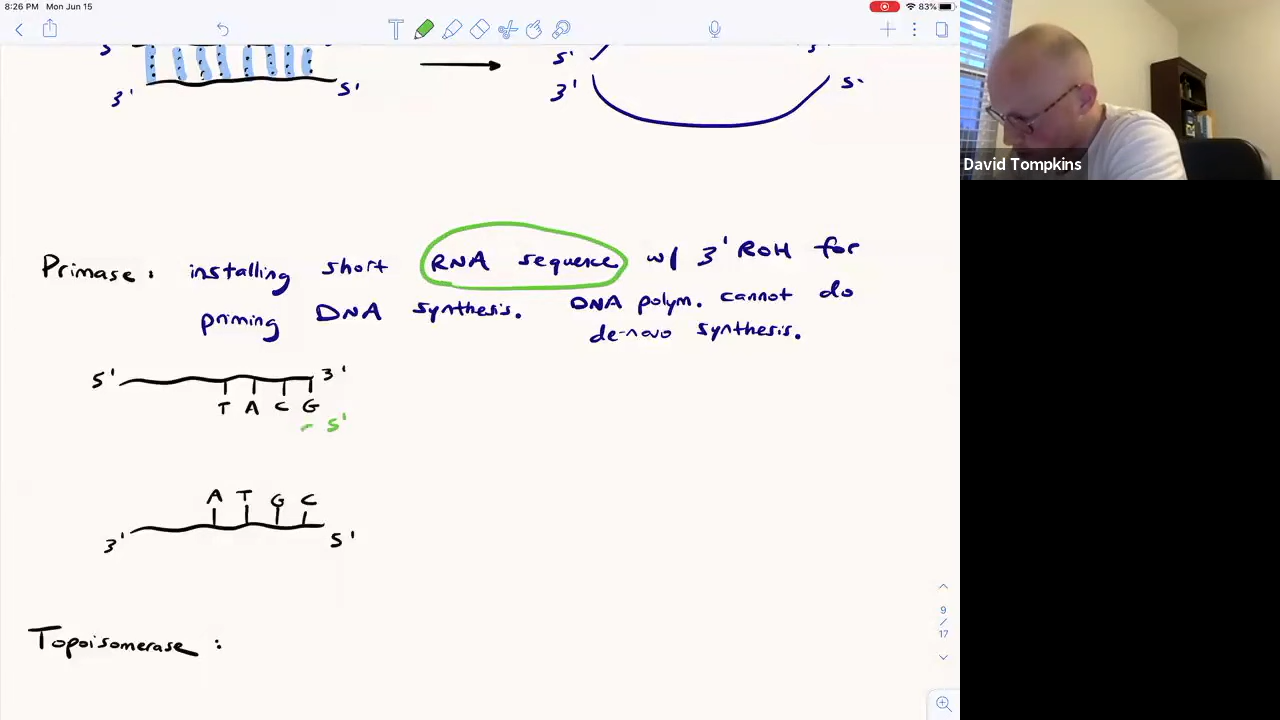 8:26 PM Mon Jun 15
83%
T
3' 5'
5'
3' 5'
David Tompkins
Primase: installing short RNA sequence w/ 3' ROH for
priming DNA synthesis. DNA polym. cannot do
de-novo synthesis.
5' 3'
T A C G
5'
A T G C
3' 5'
9
/
17
Topoisomerase :